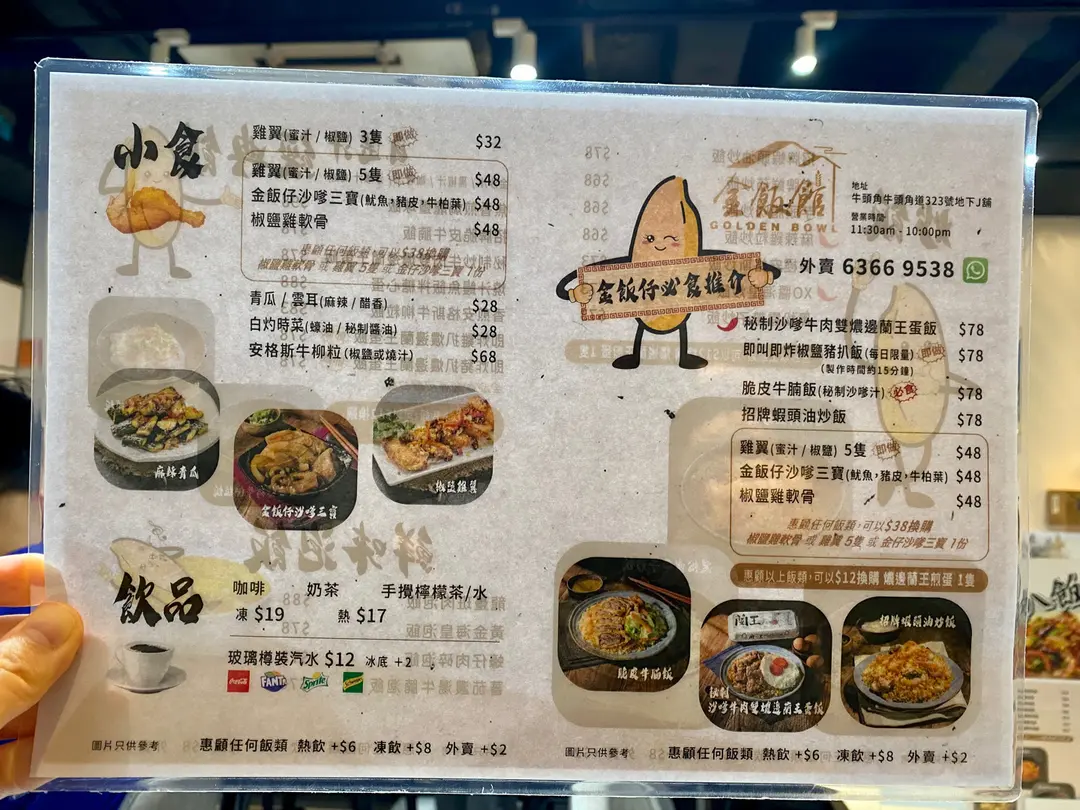 小食
雞翼(蜜汁 / 椒鹽) 3隻 即做 $32
雞翼(蜜汁 / 椒鹽) 5隻 即做 $48
金飯仔沙嗲三寶(魷魚,豬皮,牛柏葉) $48
椒鹽雞軟骨 $48
惠顧任何飯類,可以$38換購
椒鹽雞軟骨 或 雞翼 5隻 或 金仔沙嗲三寶 1份
青瓜 / 雲耳(麻辣 / 醋香) $28
白灼時菜(蠔油 / 秘制醬油) $28
安格斯牛柳粒(椒鹽或燒汁) $68
麻辣青瓜
金飯仔沙嗲三寶
椒鹽雞翼
飲品
咖啡 奶茶 手攪檸檬茶/水
凍 $19 熱 $17
玻璃樽裝汽水 $12 冰底 +2
Coca-Cola FANTA Sprite
圖片只供參考 惠顧任何飯類 熱飲 +$6 凍飲 +$8 外賣 +$2
金飯館
GOLDEN BOWL
地址
牛頭角牛頭角道323號地下J舖
營業時間
11:30am - 10:00pm
外賣 6366 9538
金飯仔必食推介
秘制沙嗲牛肉雙燶邊蘭王蛋飯 $78
即叫即炸椒鹽豬扒飯(每日限量) 即做 $78
(製作時間約15分鐘)
脆皮牛腩飯(秘制沙嗲汁) 必食 $78
招牌蝦頭油炒飯 $78
雞翼(蜜汁 / 椒鹽) 5隻 即做 $48
金飯仔沙嗲三寶(魷魚,豬皮,牛柏葉) $48
椒鹽雞軟骨 $48
惠顧任何飯類,可以$38換購
椒鹽雞軟骨 或 雞翼 5隻 或 金仔沙嗲三寶 1份
惠顧以上飯類,可以$12換購 燶邊蘭王煎蛋 1隻
脆皮牛腩飯
蘭王
秘制
沙嗲牛肉雙燶邊蘭王蛋飯
招牌蝦頭油炒飯
圖片只供參考 惠顧任何飯類 熱飲 +$6 凍飲 +$8 外賣 +$2